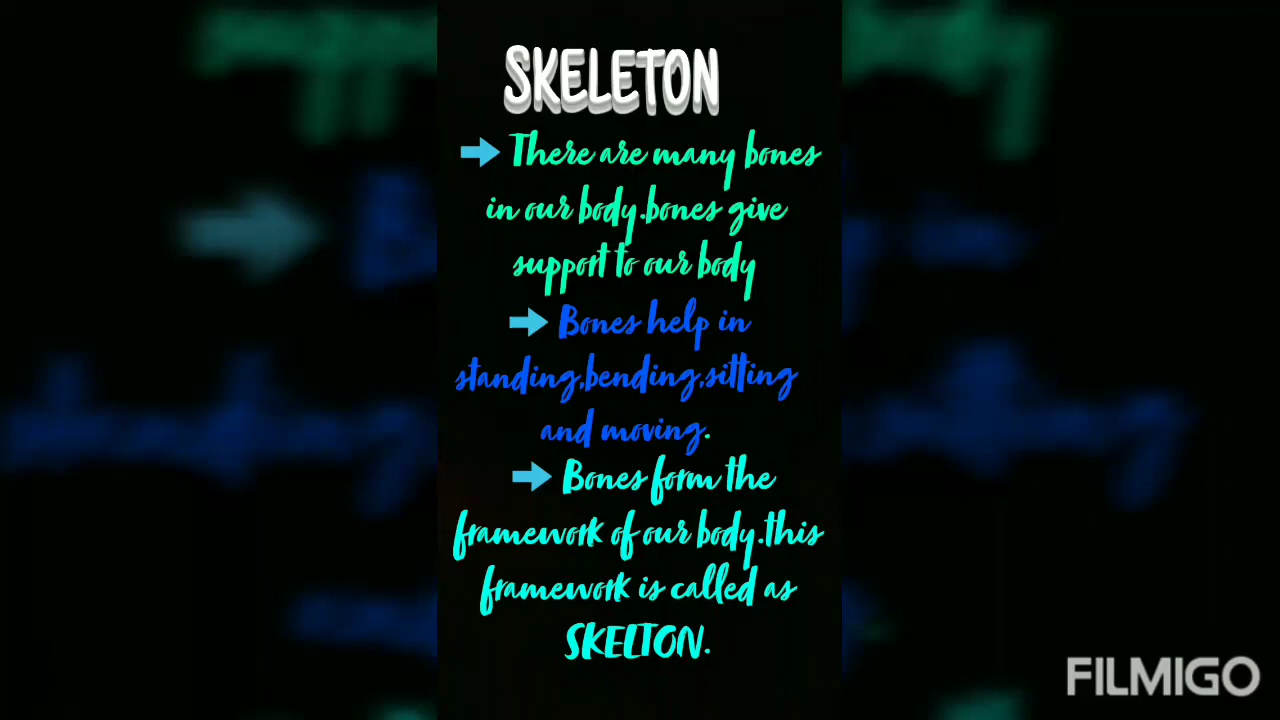 SKELETON
➡ There are many bones
in our body.bones give
support to our body
➡ Bones help in
standing,bending,sitting
and moving.
➡ Bones form the
framework of our body.this
framework is called as
SKELTON.
FILMIGO